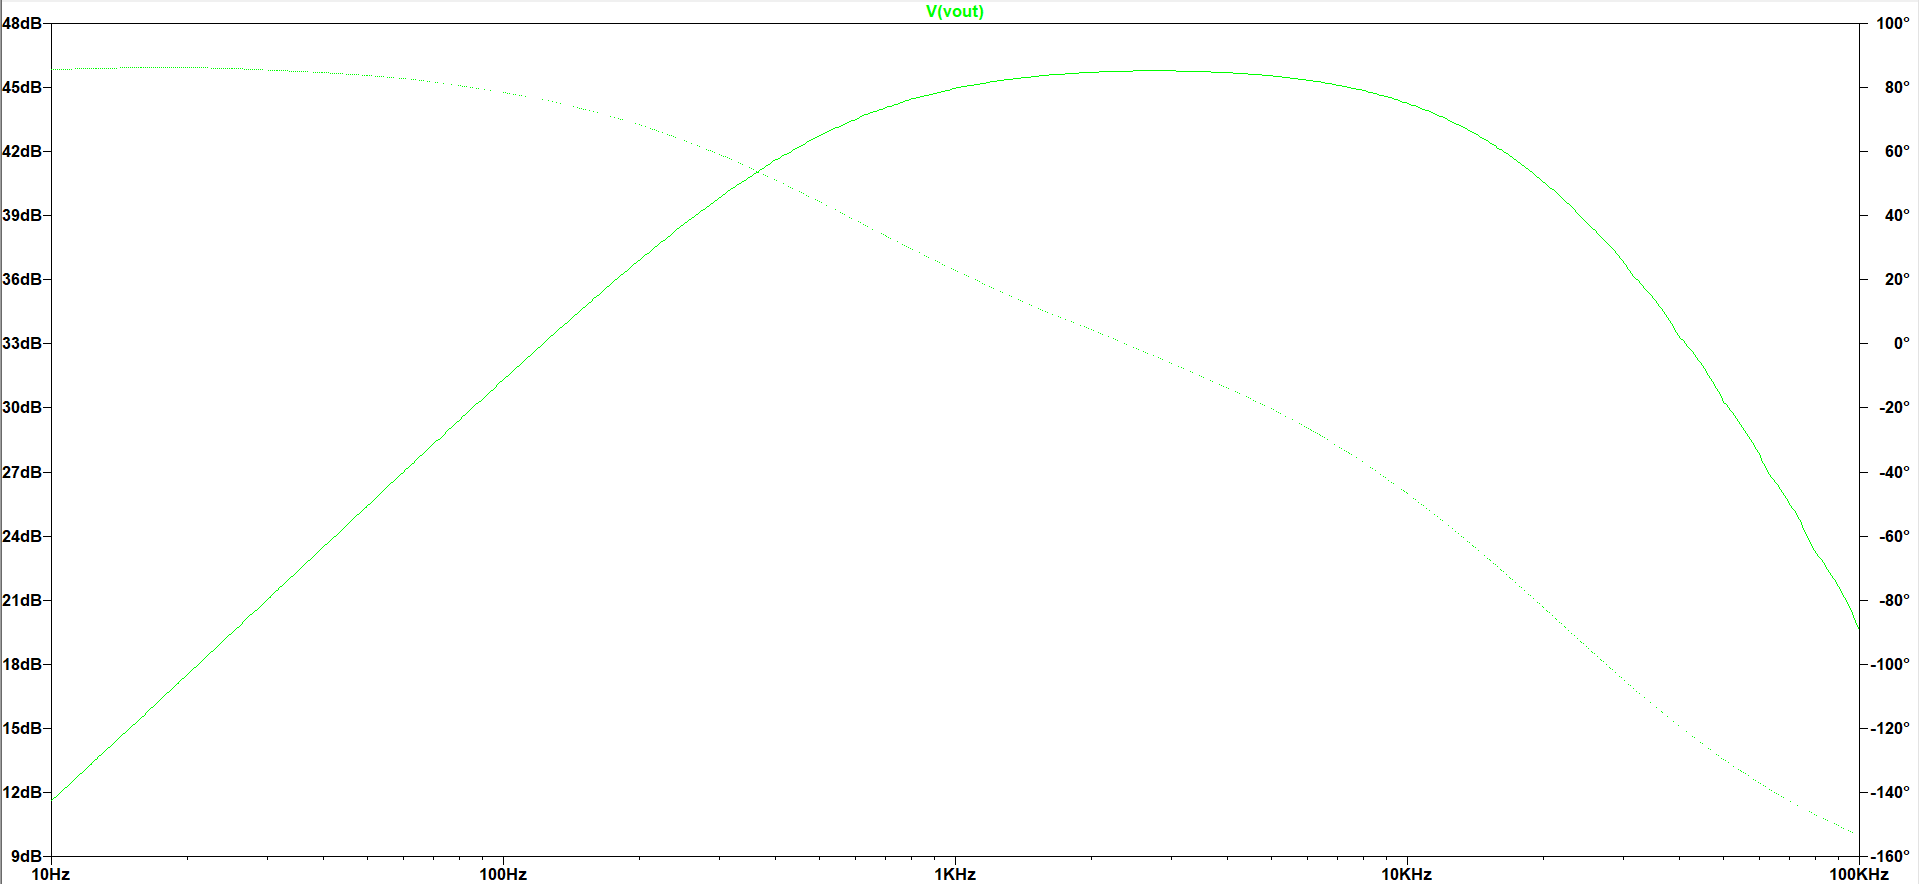 V(vout)
48dB 100°
45dB 80°
42dB 60°
39dB 40°
36dB 20°
33dB 0°
30dB -20°
27dB -40°
24dB -60°
21dB -80°
18dB -100°
15dB -120°
12dB -140°
9dB -160°
10Hz 100Hz 1KHz 10KHz 100KHz